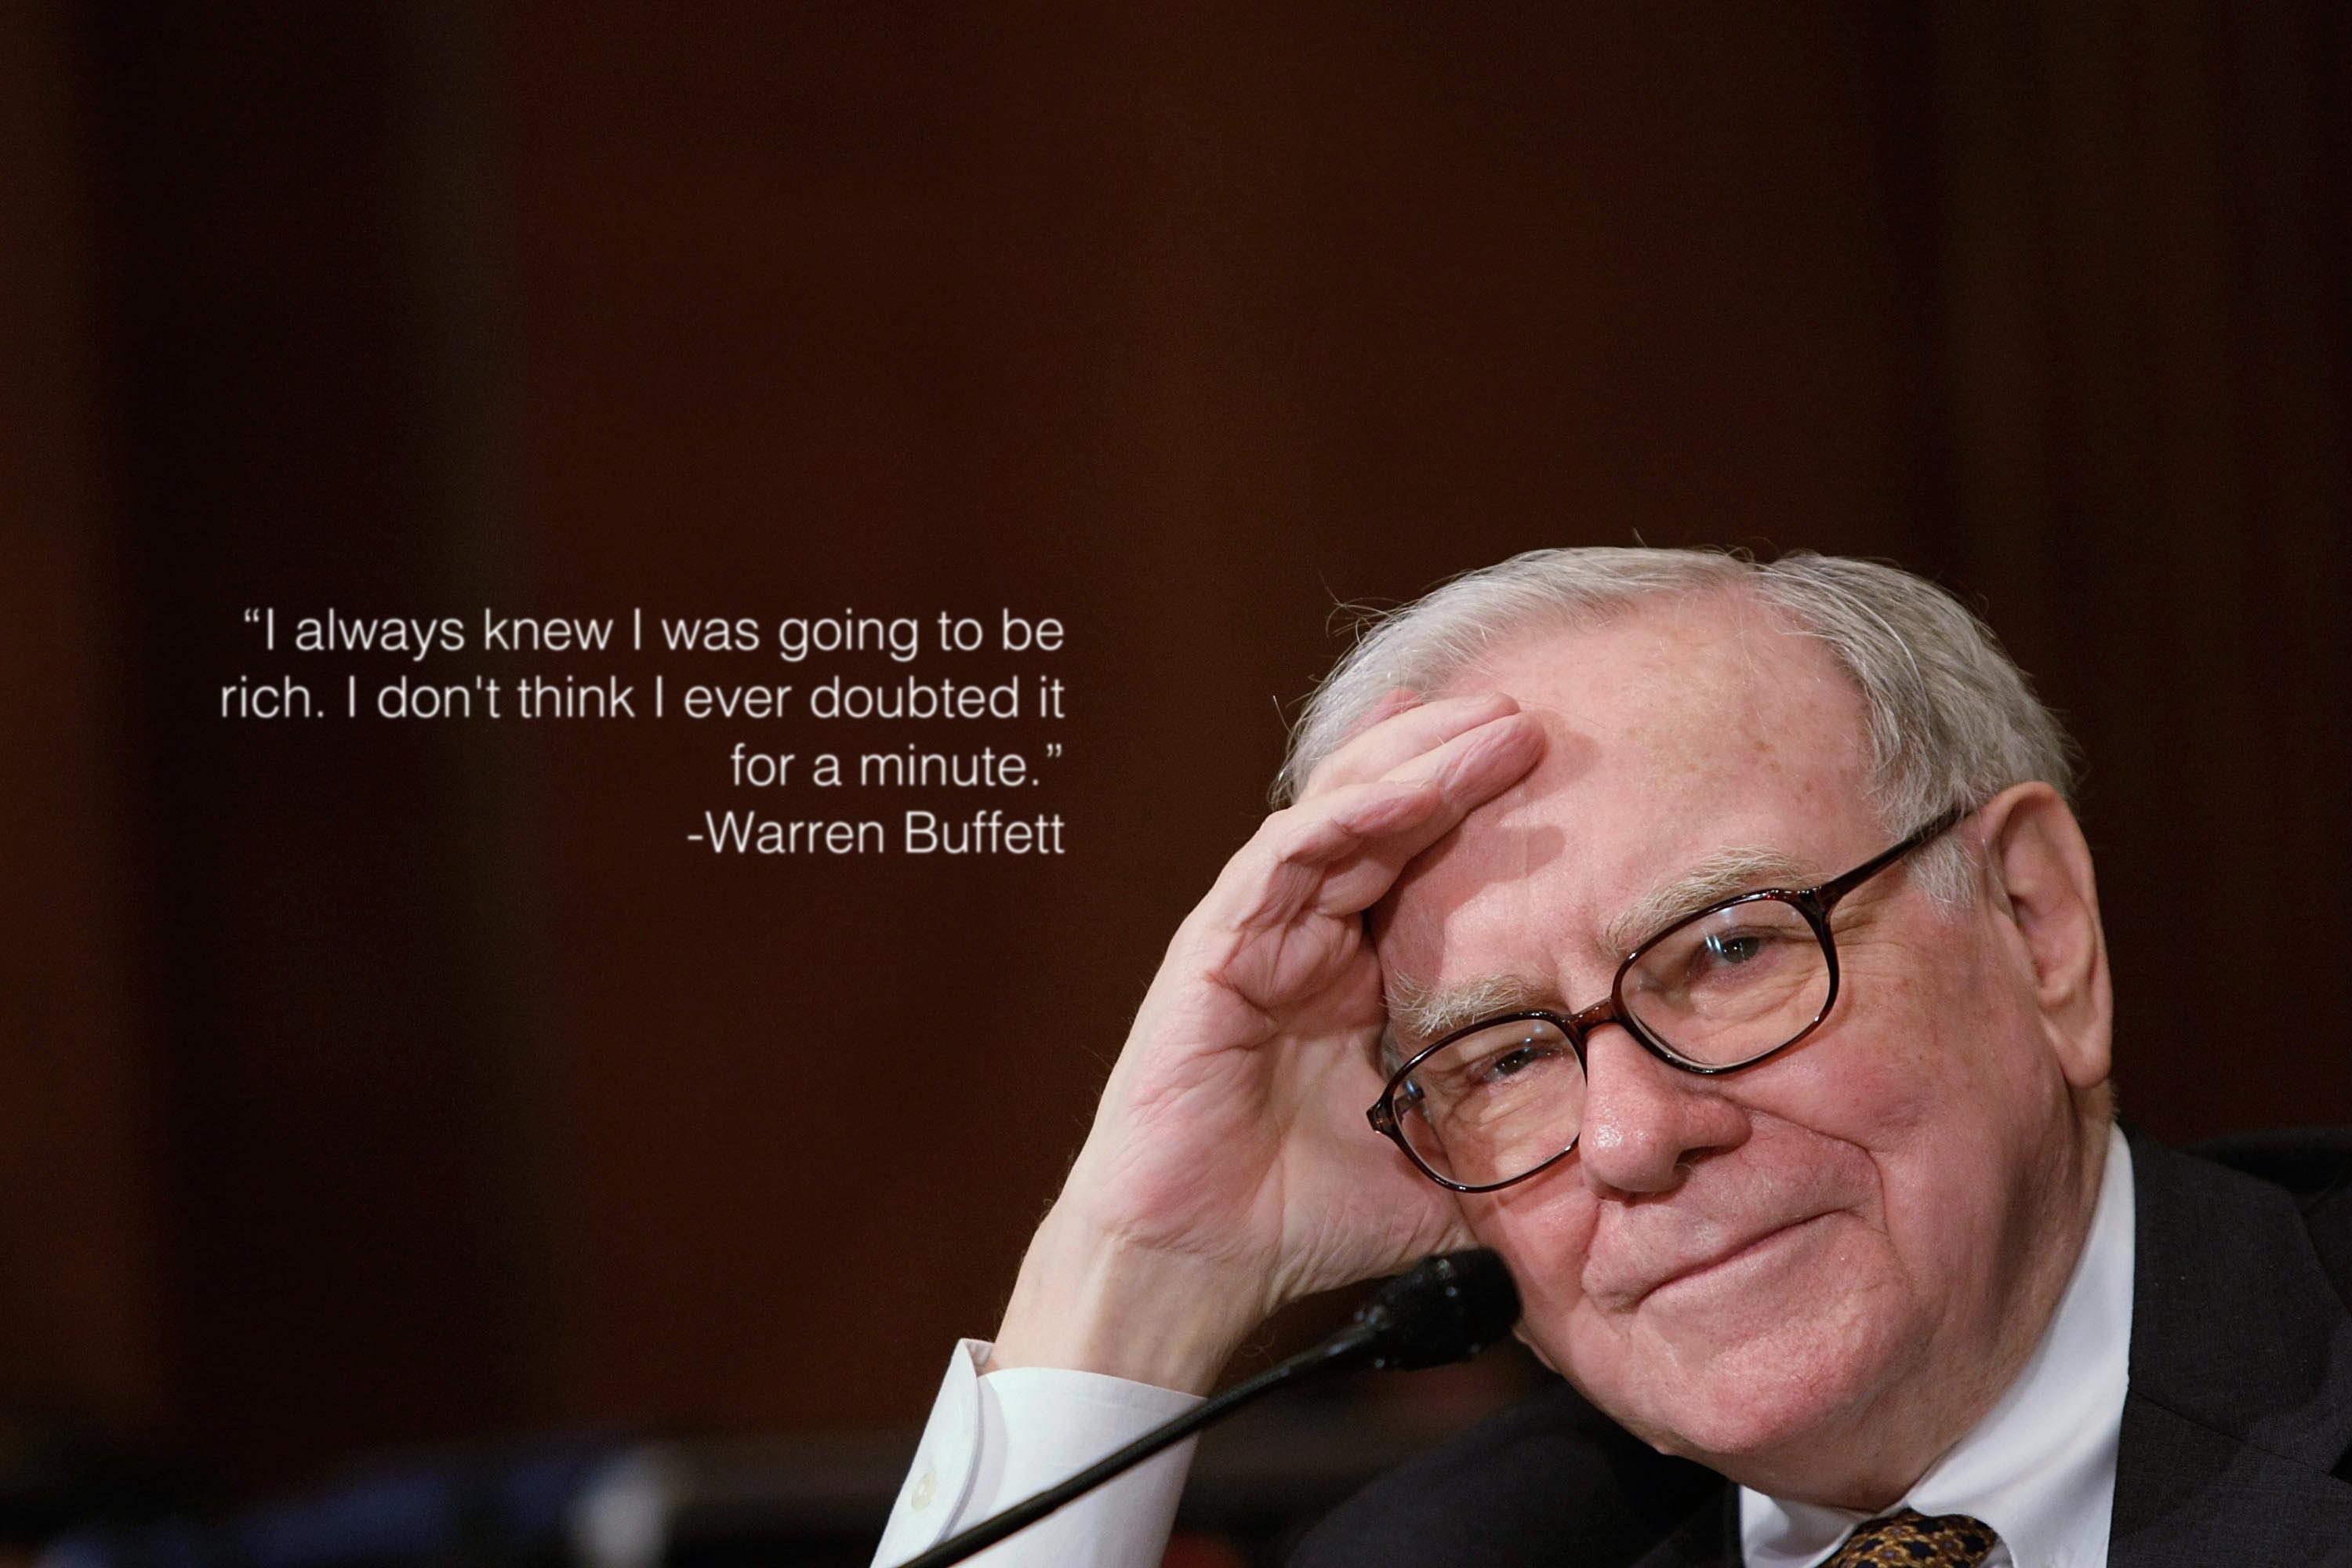 “I always knew I was going to be
rich. I don't think I ever doubted it
for a minute.”
-Warren Buffett